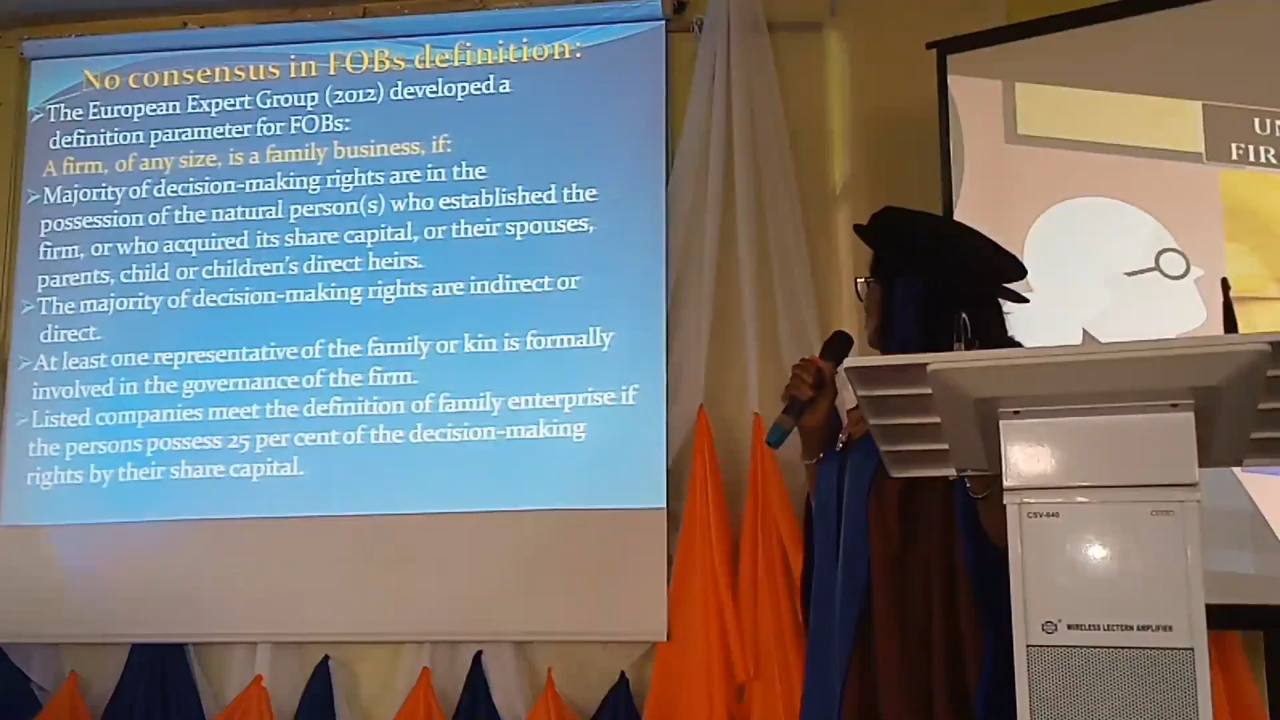 No consensus in FOBs definition:
➢The European Expert Group (2012) developed a
definition parameter for FOBs:
A firm, of any size, is a family business, if:
➢Majority of decision-making rights are in the
possession of the natural person(s) who established the
firm, or who acquired its share capital, or their spouses,
parents, child or children's direct heirs.
➢The majority of decision-making rights are indirect or
direct.
➢At least one representative of the family or kin is formally
involved in the governance of the firm.
➢Listed companies meet the definition of family enterprise if
the persons possess 25 per cent of the decision-making
rights by their share capital.
CSV-640
WIRELESS LECTERN AMPLIFIER